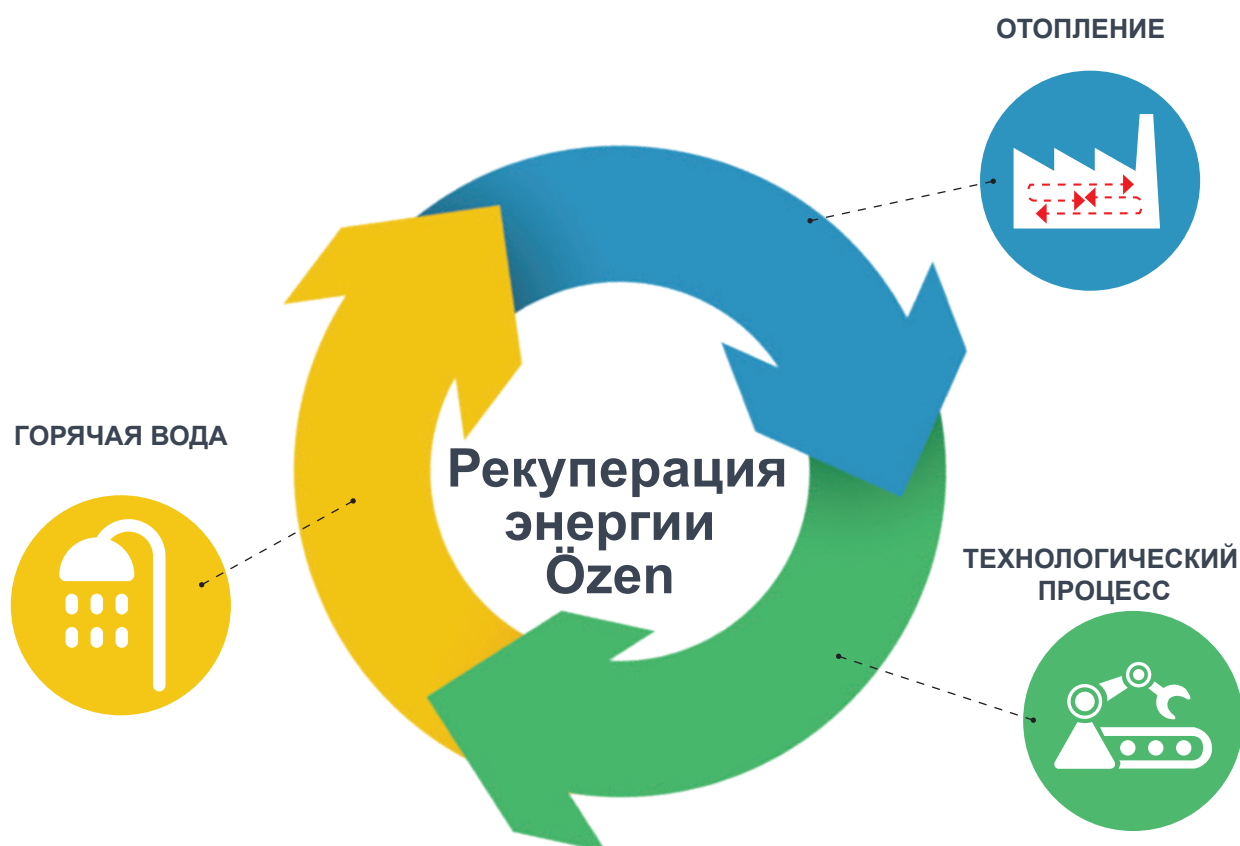 ОТОПЛЕНИЕ
ГОРЯЧАЯ ВОДА
Рекуперация
энергии
Özen
ТЕХНОЛОГИЧЕСКИЙ
ПРОЦЕСС